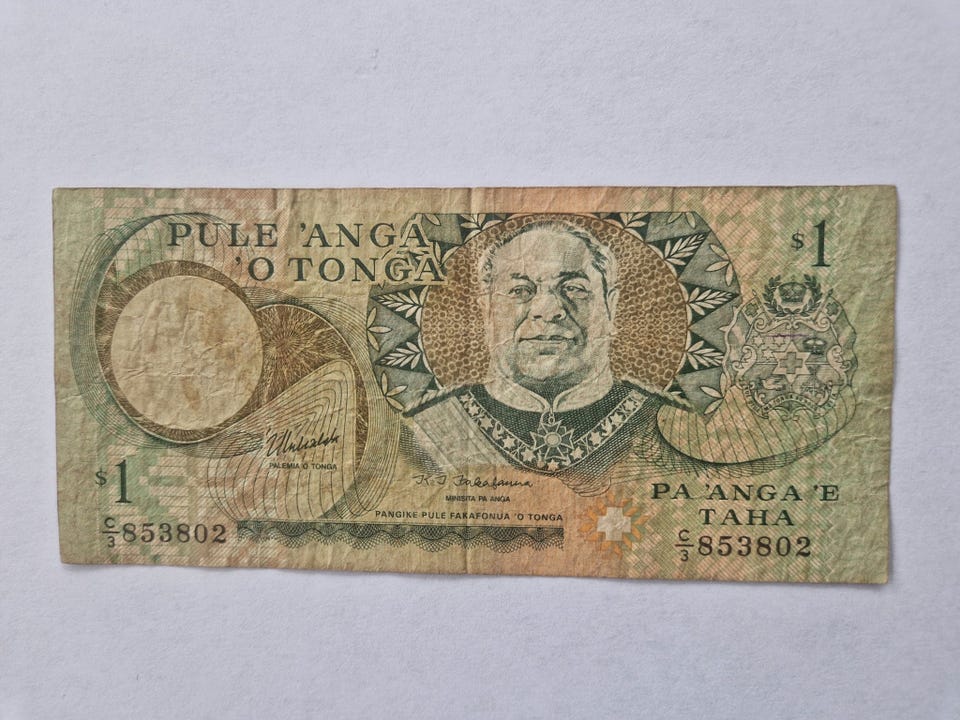 PULE 'ANGA
'O TONGA
$1
PALEMIA O TONGA
$1
MINISITA PA ANGA
PANGIKE PULE FAKAFONUA 'O TONGA
PA 'ANGA 'E
TAHA
C/3 853802
C/3 853802